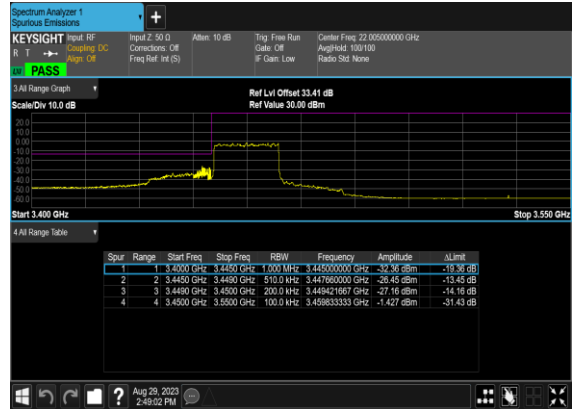 Spectrum Analyzer 1
Spurious Emissions
+
KEYSIGHT Input: RF Input Z: 50 Ω Atten: 10 dB Trig: Free Run Center Freq: 22.005000000 GHz
R T Coupling: DC Corrections: Off Gate: Off Avg|Hold: 100/100
Align: Off Freq Ref: Int (S) IF Gain: Low Radio Std: None
PASS
3 All Range Graph
Ref Lvl Offset 33.41 dB
Scale/Div 10.0 dB Ref Value 30.00 dBm
20.0
10.0
0.00
-10.0
-20.0
-30.0
-40.0
-50.0
-60.0
Start 3.400 GHz Stop 3.550 GHz
4 All Range Table
Spur Range Start Freq Stop Freq RBW Frequency Amplitude ΔLimit
1 1 3.4000 GHz 3.4450 GHz 1.000 MHz 3.445000000 GHz -32.36 dBm -19.36 dB
2 2 3.4450 GHz 3.4490 GHz 510.0 kHz 3.447660000 GHz -26.45 dBm -13.45 dB
3 3 3.4490 GHz 3.4500 GHz 200.0 kHz 3.449421667 GHz -27.16 dBm -14.16 dB
4 4 3.4500 GHz 3.5500 GHz 100.0 kHz 3.459833333 GHz -1.427 dBm -31.43 dB
? Aug 29, 2023
2:49:02 PM